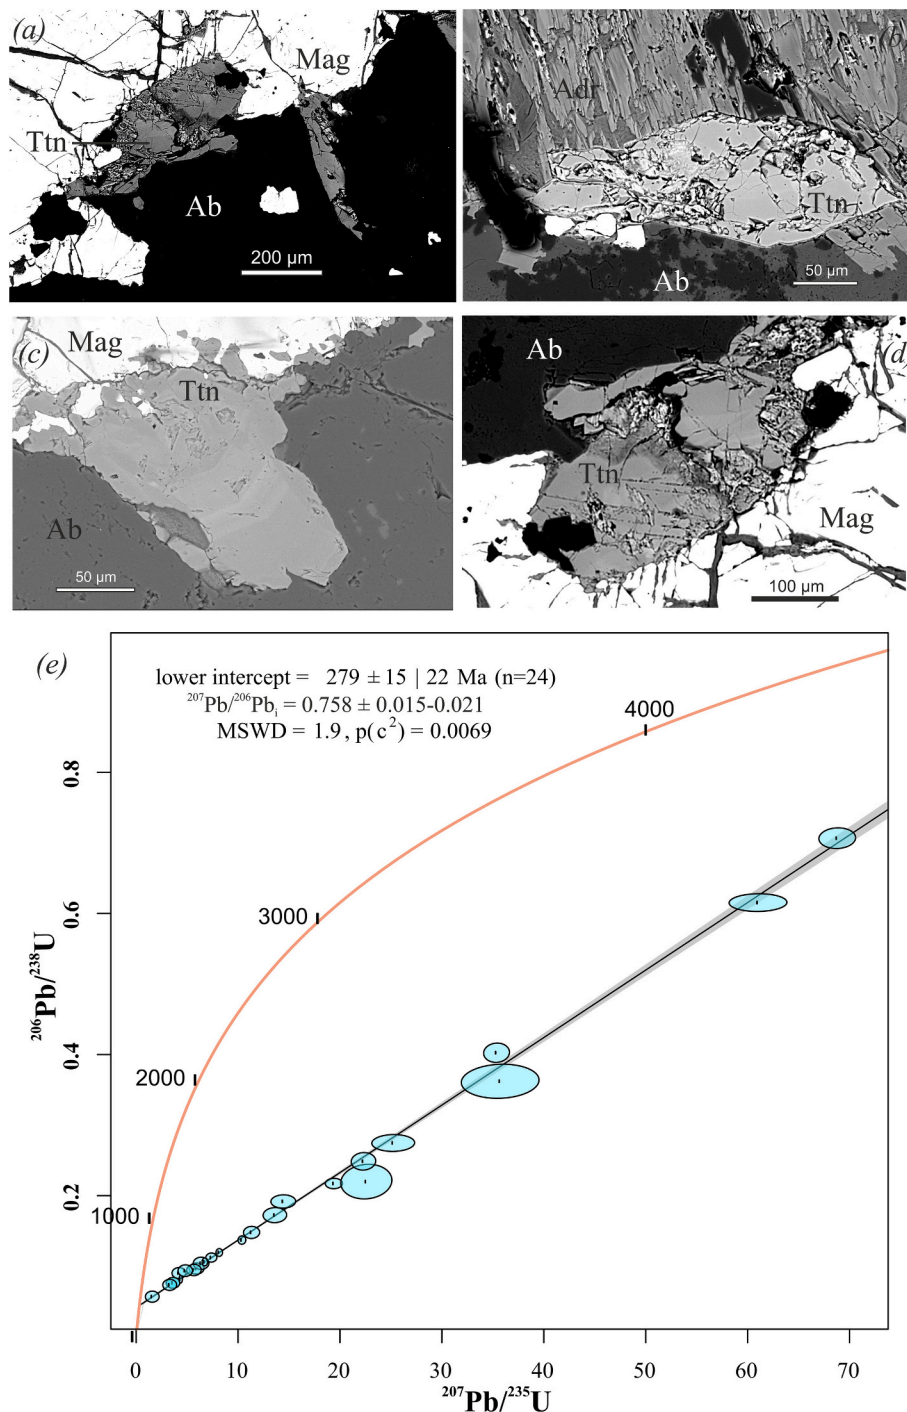 (a)
Mag
Ttn
Ab
200 µm
(b)
Adr
Ttn
Ab
50 µm
(c)
Mag
Ttn
Ab
50 µm
(d)
Ab
Ttn
Mag
100 µm
(e)
lower intercept = 279 ± 15 | 22 Ma (n=24)
²⁰⁷Pb/²⁰⁶Pbᵢ = 0.758 ± 0.015-0.021
MSWD = 1.9 , p(c²) = 0.0069
4000
3000
2000
1000
0.8
0.6
0.4
0.2
²⁰⁶Pb/²³⁸U
0 10 20 30 40 50 60 70
²⁰⁷Pb/²³⁵U